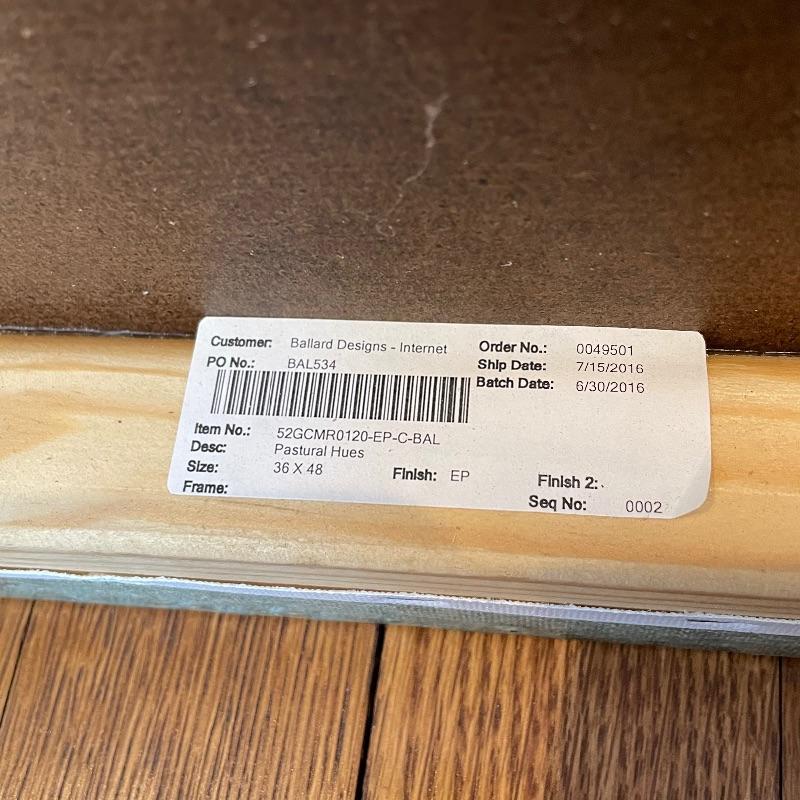 Customer: Ballard Designs - Internet Order No.: 0049501
PO No.: BAL534 Ship Date: 7/15/2016
Batch Date: 6/30/2016
Item No.: 52GCMR0120-EP-C-BAL
Desc: Pastural Hues
Size: 36 X 48 Finish: EP Finish 2:
Frame: Seq No: 0002